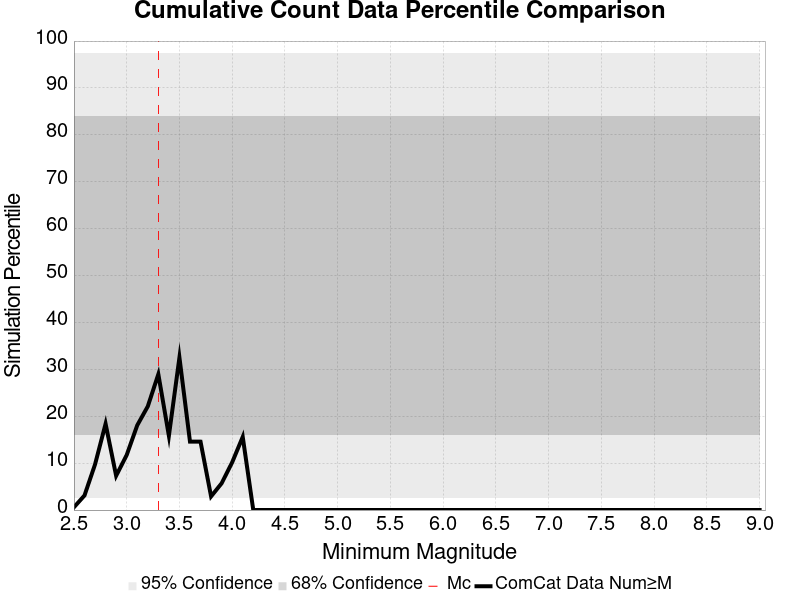 Cumulative Count Data Percentile Comparison
Simulation Percentile
100
90
80
70
60
50
40
30
20
10
0
2.5 3.0 3.5 4.0 4.5 5.0 5.5 6.0 6.5 7.0 7.5 8.0 8.5 9.0
Minimum Magnitude
95% Confidence 68% Confidence Mc ComCat Data Num≥M